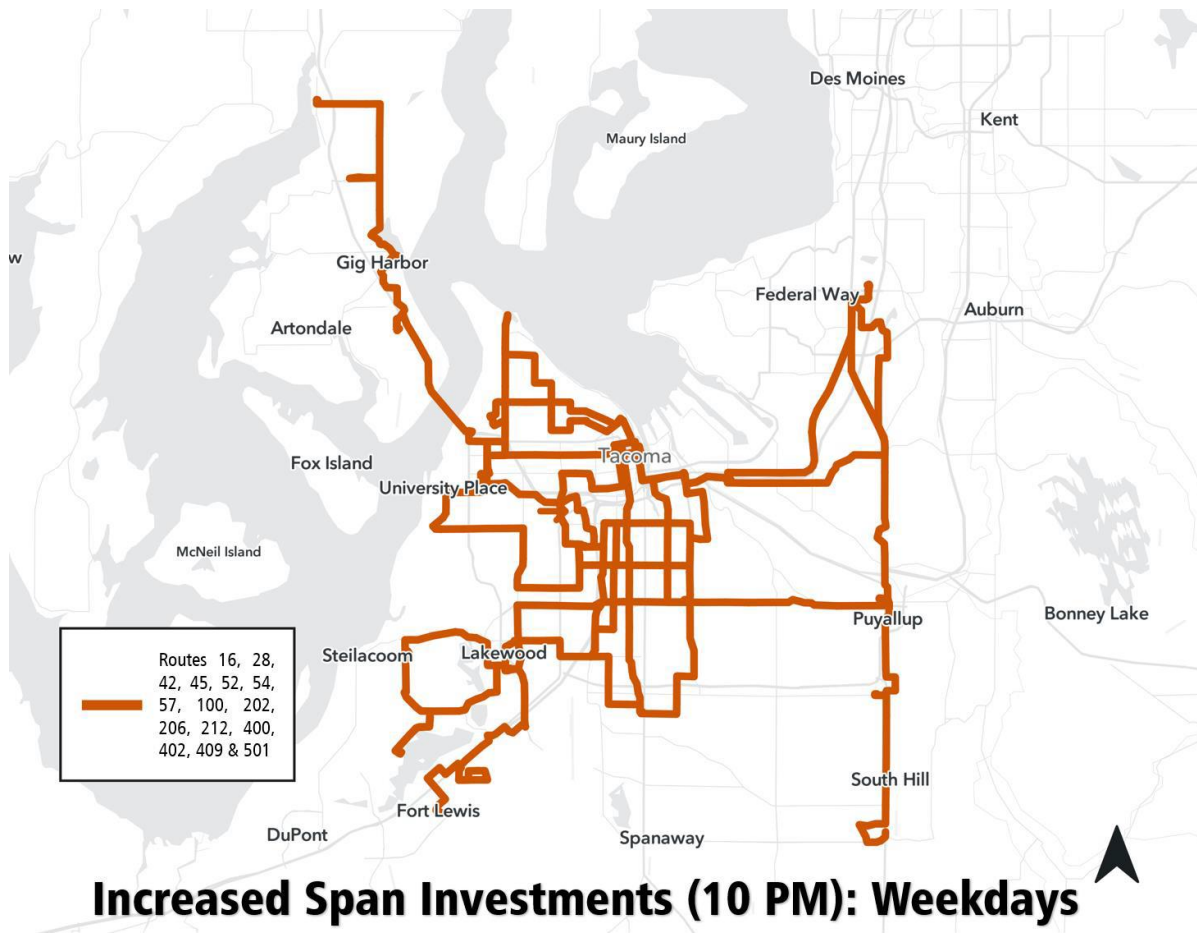 Des Moines
Kent
Maury Island
w
Gig Harbor
Federal Way
Auburn
Artondale
Tacoma
Fox Island
University Place
McNeil Island
Bonney Lake
Puyallup
Steilacoom
Lakewood
Routes 16, 28,
42, 45, 52, 54,
57, 100, 202,
206, 212, 400,
402, 409 & 501
South Hill
Fort Lewis
DuPont
Spanaway
Increased Span Investments (10 PM): Weekdays